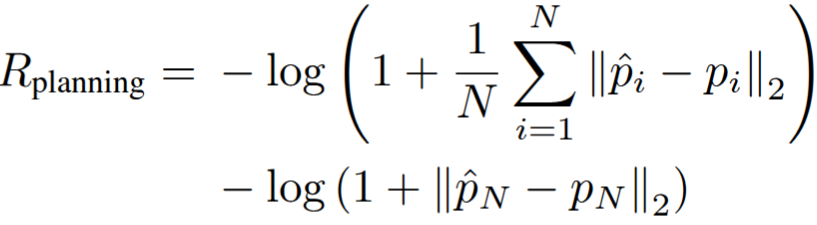 R_planning = − log (1 + 1/N ∑_{i=1}^{N} ‖p̂_i − p_i‖_2)
− log (1 + ‖p̂_N − p_N‖_2)